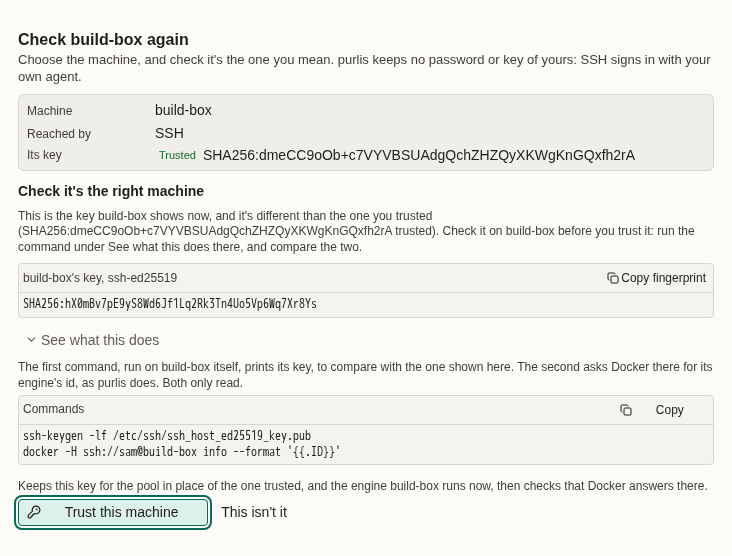 Check build-box again
Choose the machine, and check it's the one you mean. purlis keeps no password or key of yours: SSH signs in with your
own agent.
Machine build-box
Reached by SSH
Its key Trusted SHA256:dmeCC9oOb+c7VYVBSUAdgQchZHZQyXKWgKnGQxfh2rA
Check it's the right machine
This is the key build-box shows now, and it's different than the one you trusted
(SHA256:dmeCC9oOb+c7VYVBSUAdgQchZHZQyXKWgKnGQxfh2rA trusted). Check it on build-box before you trust it: run the
command under See what this does there, and compare the two.
build-box's key, ssh-ed25519 Copy fingerprint
SHA256:hX0mBv7pE9yS8Wd6Jf1Lq2Rk3Tn4Uo5Vp6Wq7Xr8Ys
See what this does
The first command, run on build-box itself, prints its key, to compare with the one shown here. The second asks Docker there for its
engine's id, as purlis does. Both only read.
Commands Copy
ssh-keygen -lf /etc/ssh/ssh_host_ed25519_key.pub
docker -H ssh://sam@build-box info --format '{{.ID}}'
Keeps this key for the pool in place of the one trusted, and the engine build-box runs now, then checks that Docker answers there.
Trust this machine This isn't it